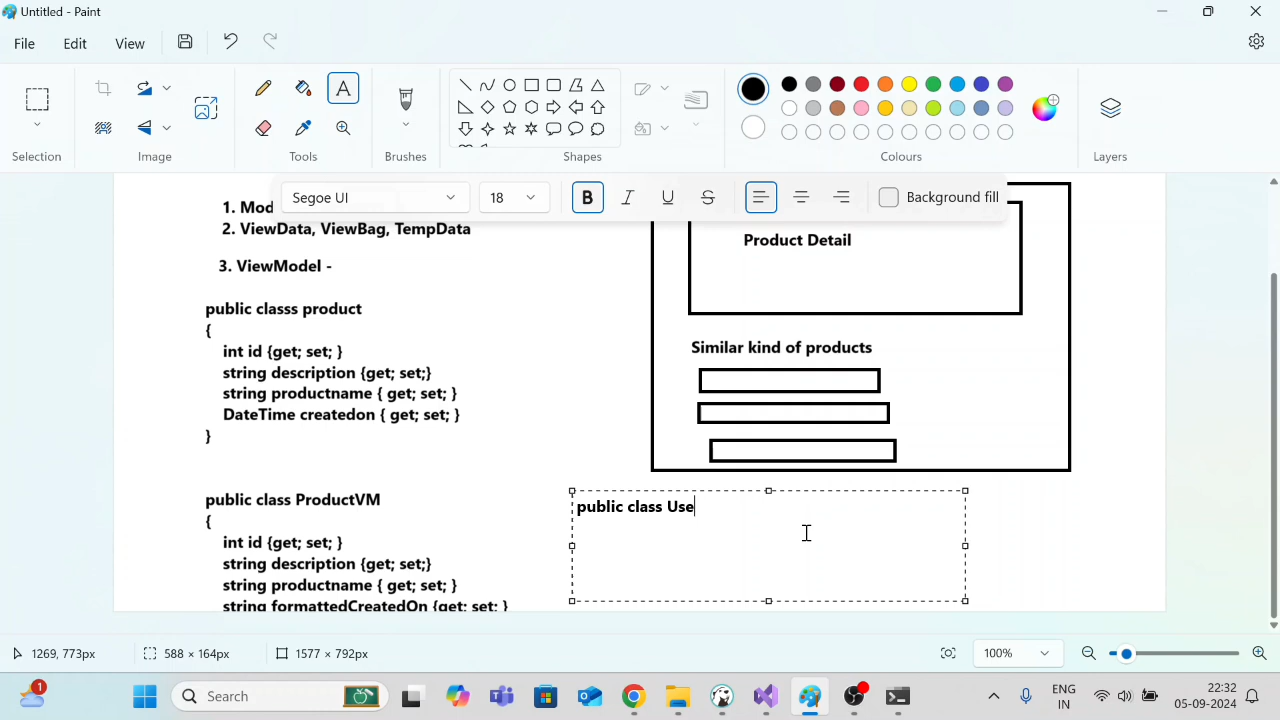 Untitled - Paint
File Edit View
Selection Image Tools Brushes Shapes Colours Layers
Segoe UI 18 B I U S Background fill
1. Mod
2. ViewData, ViewBag, TempData
3. ViewModel -
public classs product
{
int id {get; set; }
string description {get; set;}
string productname { get; set; }
DateTime createdon { get; set; }
}
public class ProductVM
{
int id {get; set; }
string description {get; set;}
string productname { get; set; }
string formattedCreatedOn {get; set; }
Product Detail
Similar kind of products
public class Use
1269, 773px 588 × 164px 1577 × 792px 100%
1 Search ENG IN 22:32 05-09-2024